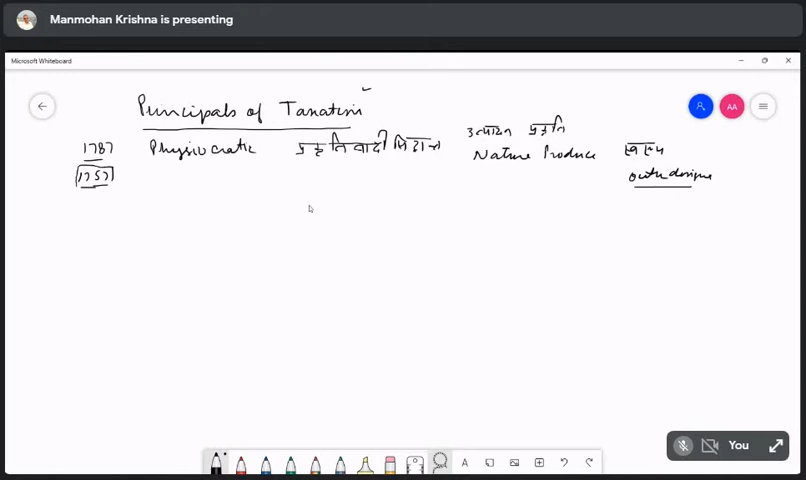 Manmohan Krishna is presenting
Microsoft Whiteboard
Principals of Taxation
AA
1787 Physiocratic प्रकृतिवादी सिद्धान्त Nature Produce
उत्पादन प्रकृति
1757
You